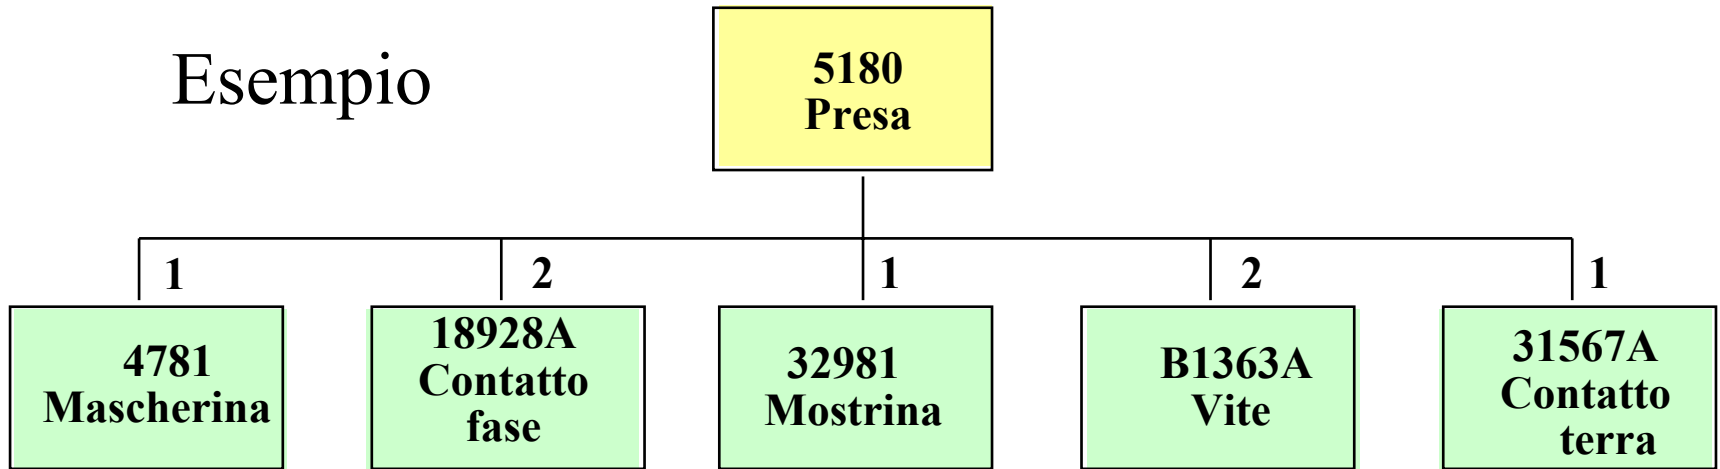 Esempio
5180
Presa
1
2
1
2
1
4781
Mascherina
18928A
Contatto
fase
32981
Mostrina
B1363A
Vite
31567A
Contatto
terra